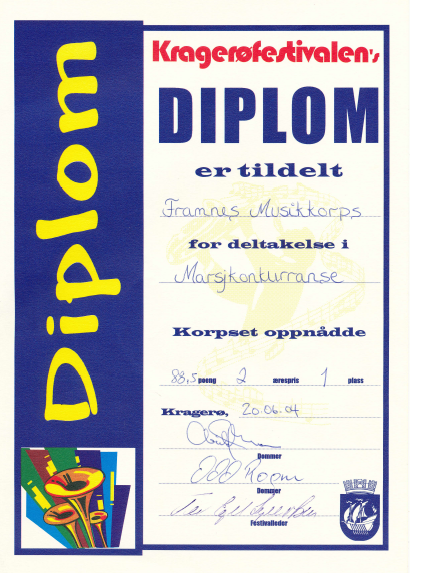 Diplom
Kragerøfestivalen's
DIPLOM
er tildelt
Framnes Musikkorps
for deltakelse i
Marsjkonkurranse
Korpset oppnådde
88,5 poeng 2 ærespris 1 plass
Kragerø, 20.06.04
Dommer
Odd
Dommer
Festivalleder